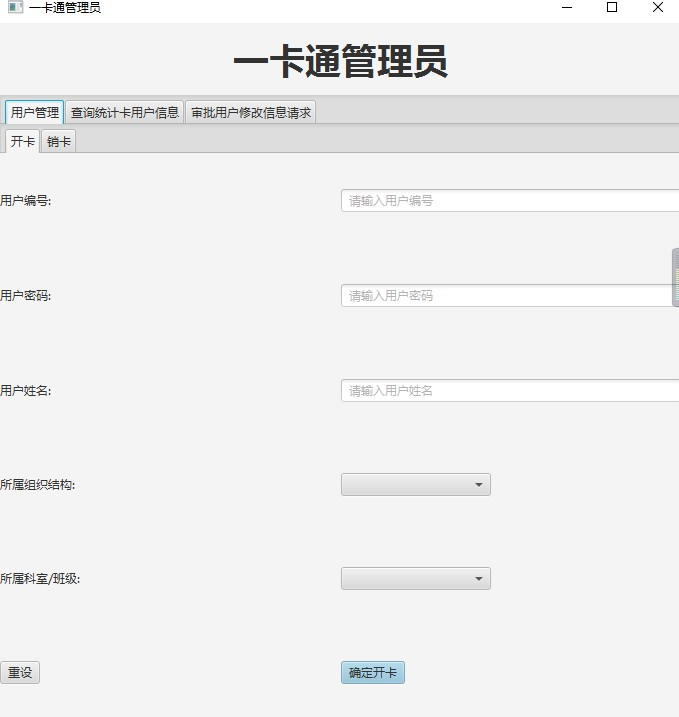 一卡通管理员
一卡通管理员
用户管理 查询统计卡用户信息 审批用户修改信息请求
开卡 销卡
用户编号: 请输入用户编号
用户密码: 请输入用户密码
用户姓名: 请输入用户姓名
所属组织结构:
所属科室/班级:
重设 确定开卡